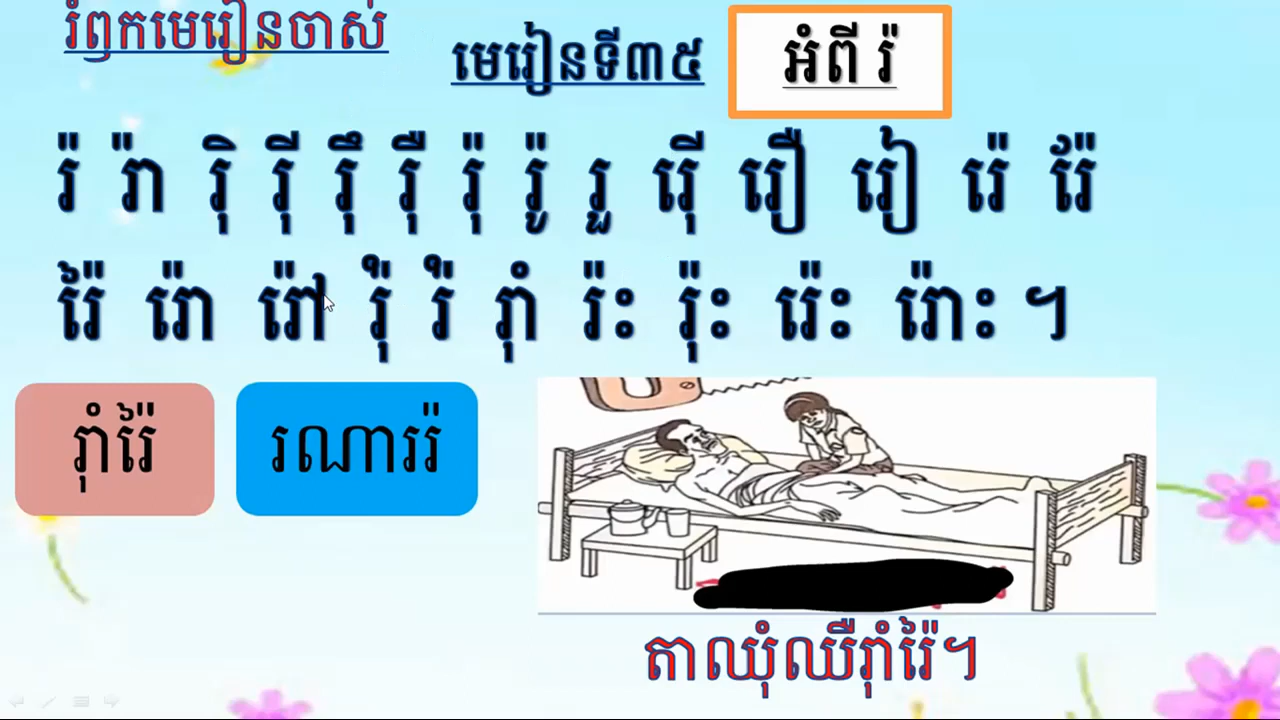 រំឭកមេរៀនចាស់
មេរៀនទី៣៥
អំពី រ៉
រ៉ រ៉ា រ៉ិ រ៉ី រ៉ឹ រ៉ឺ រ៉ុ រ៉ូ រួ រ៉ើ រឿ រៀ រ៉េ រ៉ែ
រ៉ៃ រ៉ោ រ៉ៅ រ៉ុំ រ៉ំ រ៉ាំ រ៉ះ រ៉ុះ រ៉េះ រ៉ោះ ។
រ៉ាំរ៉ៃ
រណាររ៉
តាឈុំឈឺរ៉ាំរ៉ៃ។